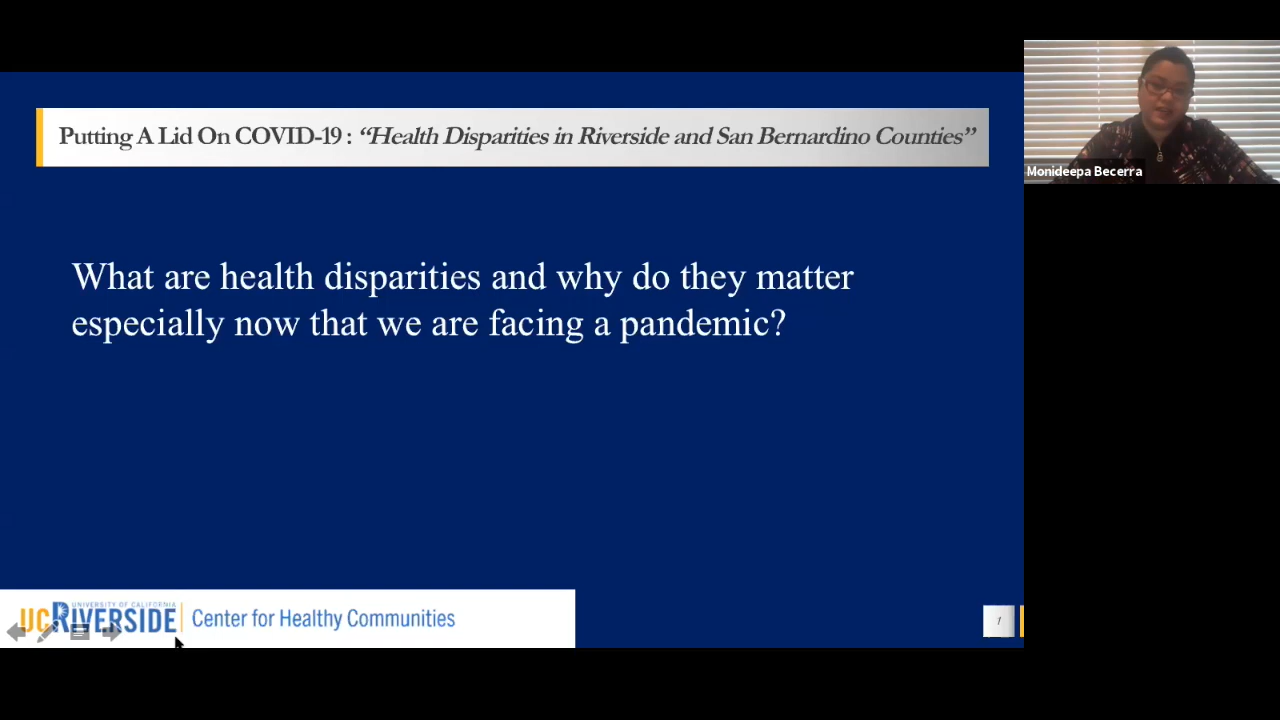 Putting A Lid On COVID-19 : “Health Disparities in Riverside and San Bernardino Counties”
Monideepa Becerra
What are health disparities and why do they matter
especially now that we are facing a pandemic?
UNIVERSITY OF CALIFORNIA
UCRIVERSIDE
Center for Healthy Communities
1